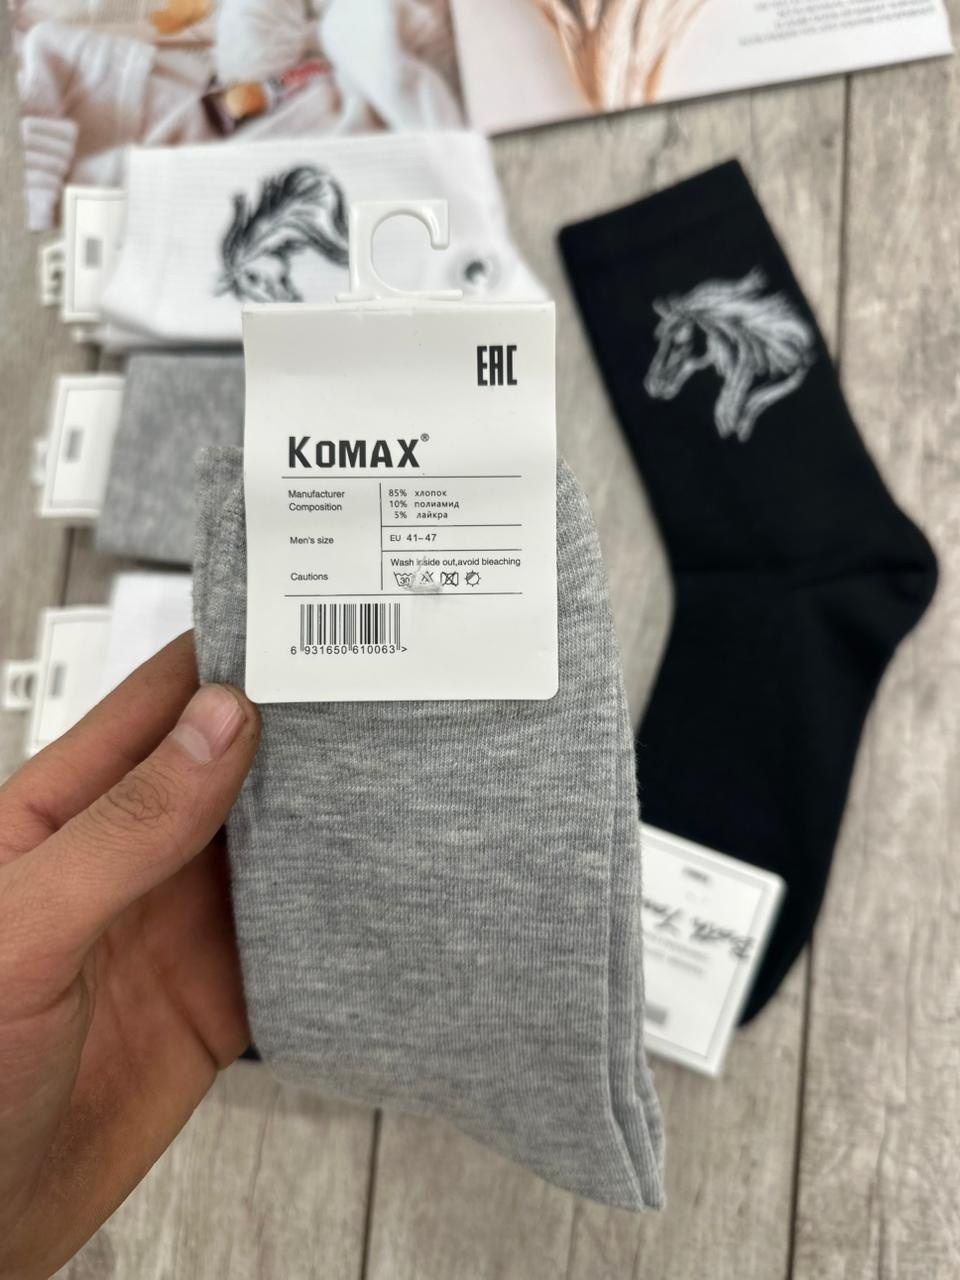 EAC
KOMAX®
Manufacturer
Composition
85% хлопок
10% полиамид
5% лайкра
Men's size
EU 41-47
Cautions
Wash inside out,avoid bleaching
30
6 931650 610063 >